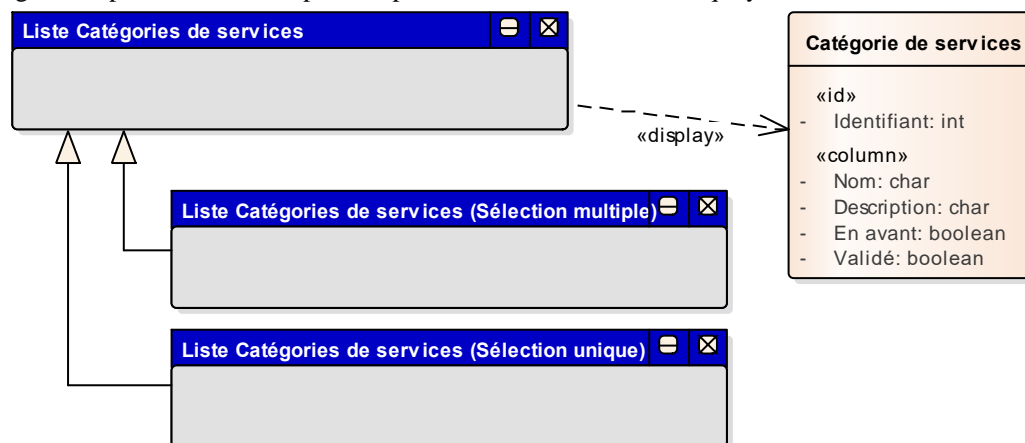 Liste Catégories de services
Catégorie de services
«id»
- Identifiant: int
«display»
«column»
- Nom: char
- Description: char
- En avant: boolean
- Validé: boolean
Liste Catégories de services (Sélection multiple)
Liste Catégories de services (Sélection unique)